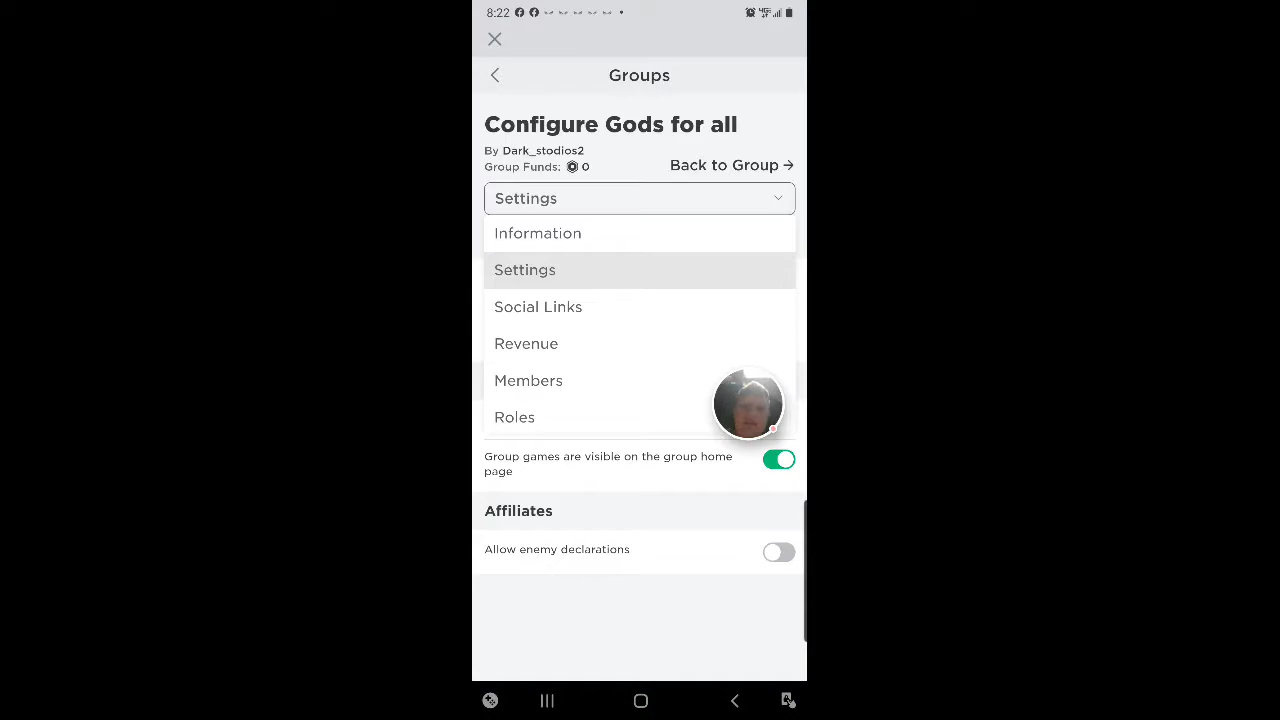 8:22
Groups
Configure Gods for all
By Dark_stodios2
Group Funds: 0
Back to Group →
Settings
Information
Settings
Social Links
Revenue
Members
Roles
Group games are visible on the group home
page
Affiliates
Allow enemy declarations